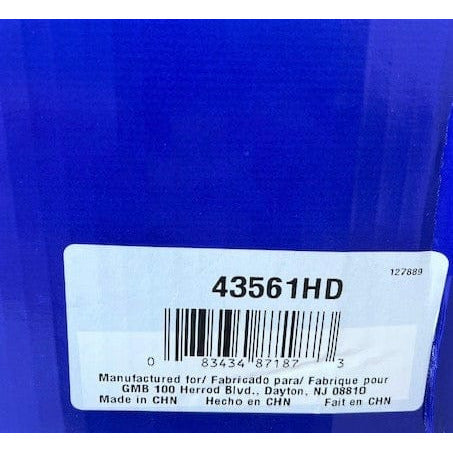 127889
43561HD
0 83434 87187 3
Manufactured for/ Fabricado para/ Fabrique pour
GMB 100 Herrod Blvd., Dayton, NJ 08810
Made in CHN Hecho en CHN Fait en CHN